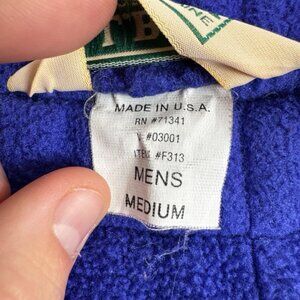 MADE IN U.S.A.
RN #71341
#03001
#F313
MENS
MEDIUM